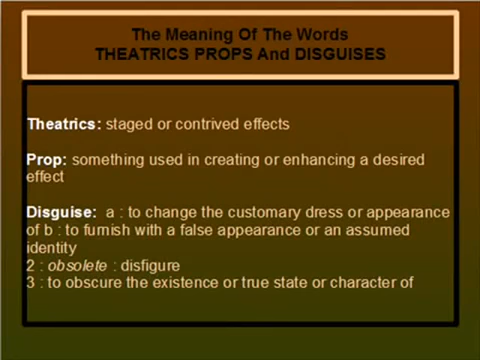 The Meaning Of The Words
THEATRICS PROPS And DISGUISES
Theatrics: staged or contrived effects
Prop: something used in creating or enhancing a desired
effect
Disguise:  a : to change the customary dress or appearance
of b : to furnish with a false appearance or an assumed
identity
2 : obsolete : disfigure
3 : to obscure the existence or true state or character of